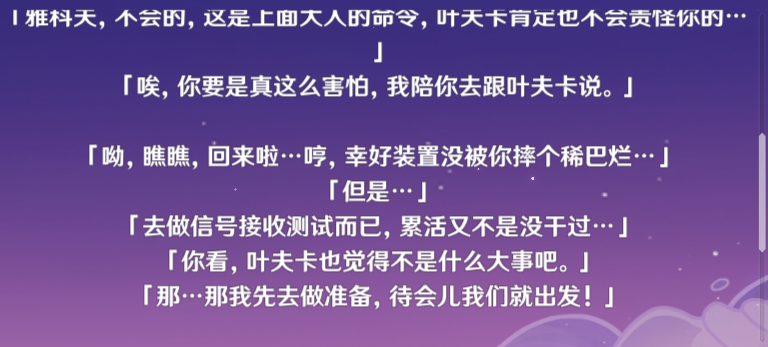 「雅科夫，不会的，这是上面大人的命令，叶夫卡肯定也不会责怪你的…
」
「唉，你要是真这么害怕，我陪你去跟叶夫卡说。」
「呦，瞧瞧，回来啦…哼，幸好装置没被你摔个稀巴烂…」
「但是…」
「去做信号接收测试而已，累活又不是没干过…」
「你看，叶夫卡也觉得不是什么大事吧。」
「那…那我先去做准备，待会儿我们就出发！」